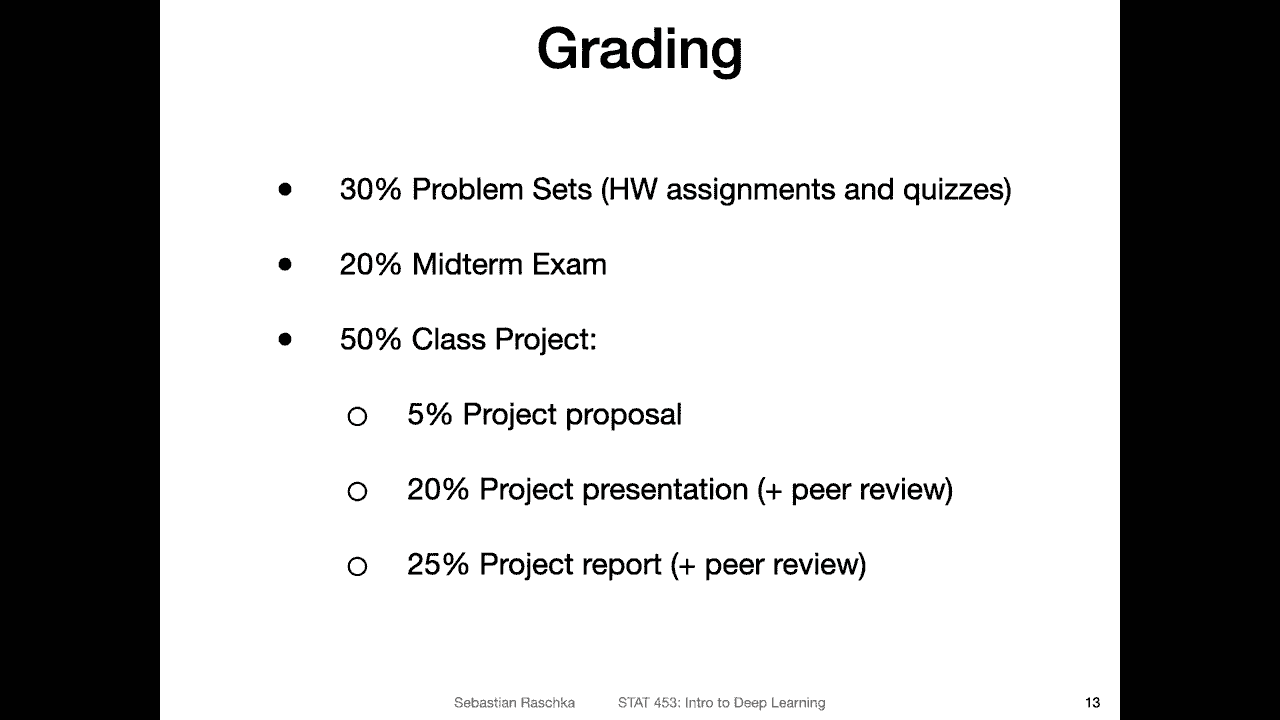 Grading
• 30% Problem Sets (HW assignments and quizzes)
• 20% Midterm Exam
• 50% Class Project:
○ 5% Project proposal
○ 20% Project presentation (+ peer review)
○ 25% Project report (+ peer review)
Sebastian Raschka STAT 453: Intro to Deep Learning 13